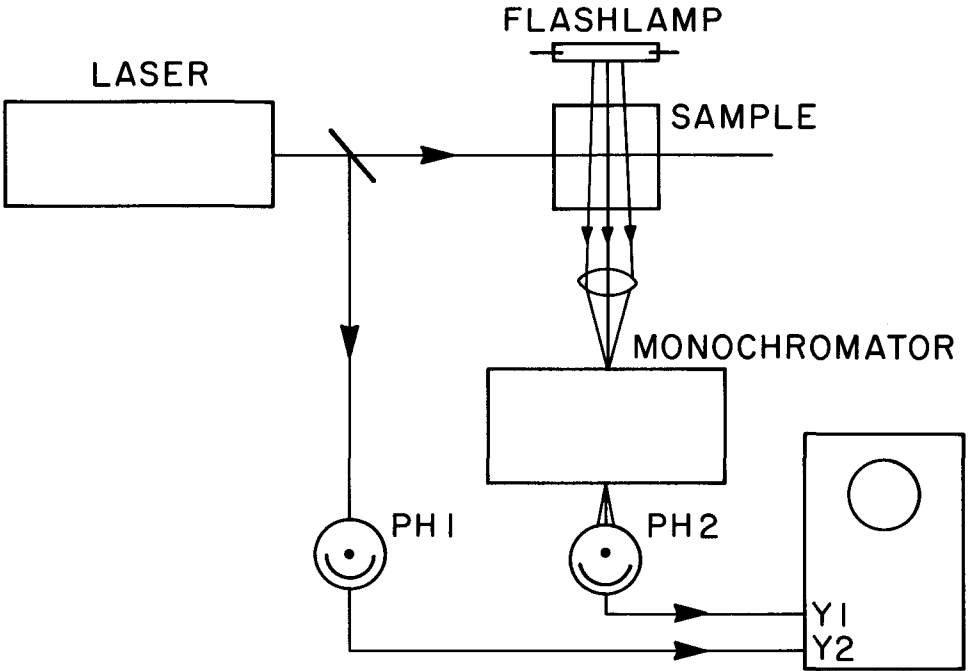 FLASHLAMP
LASER
SAMPLE
MONOCHROMATOR
PH1
PH2
Y1
Y2